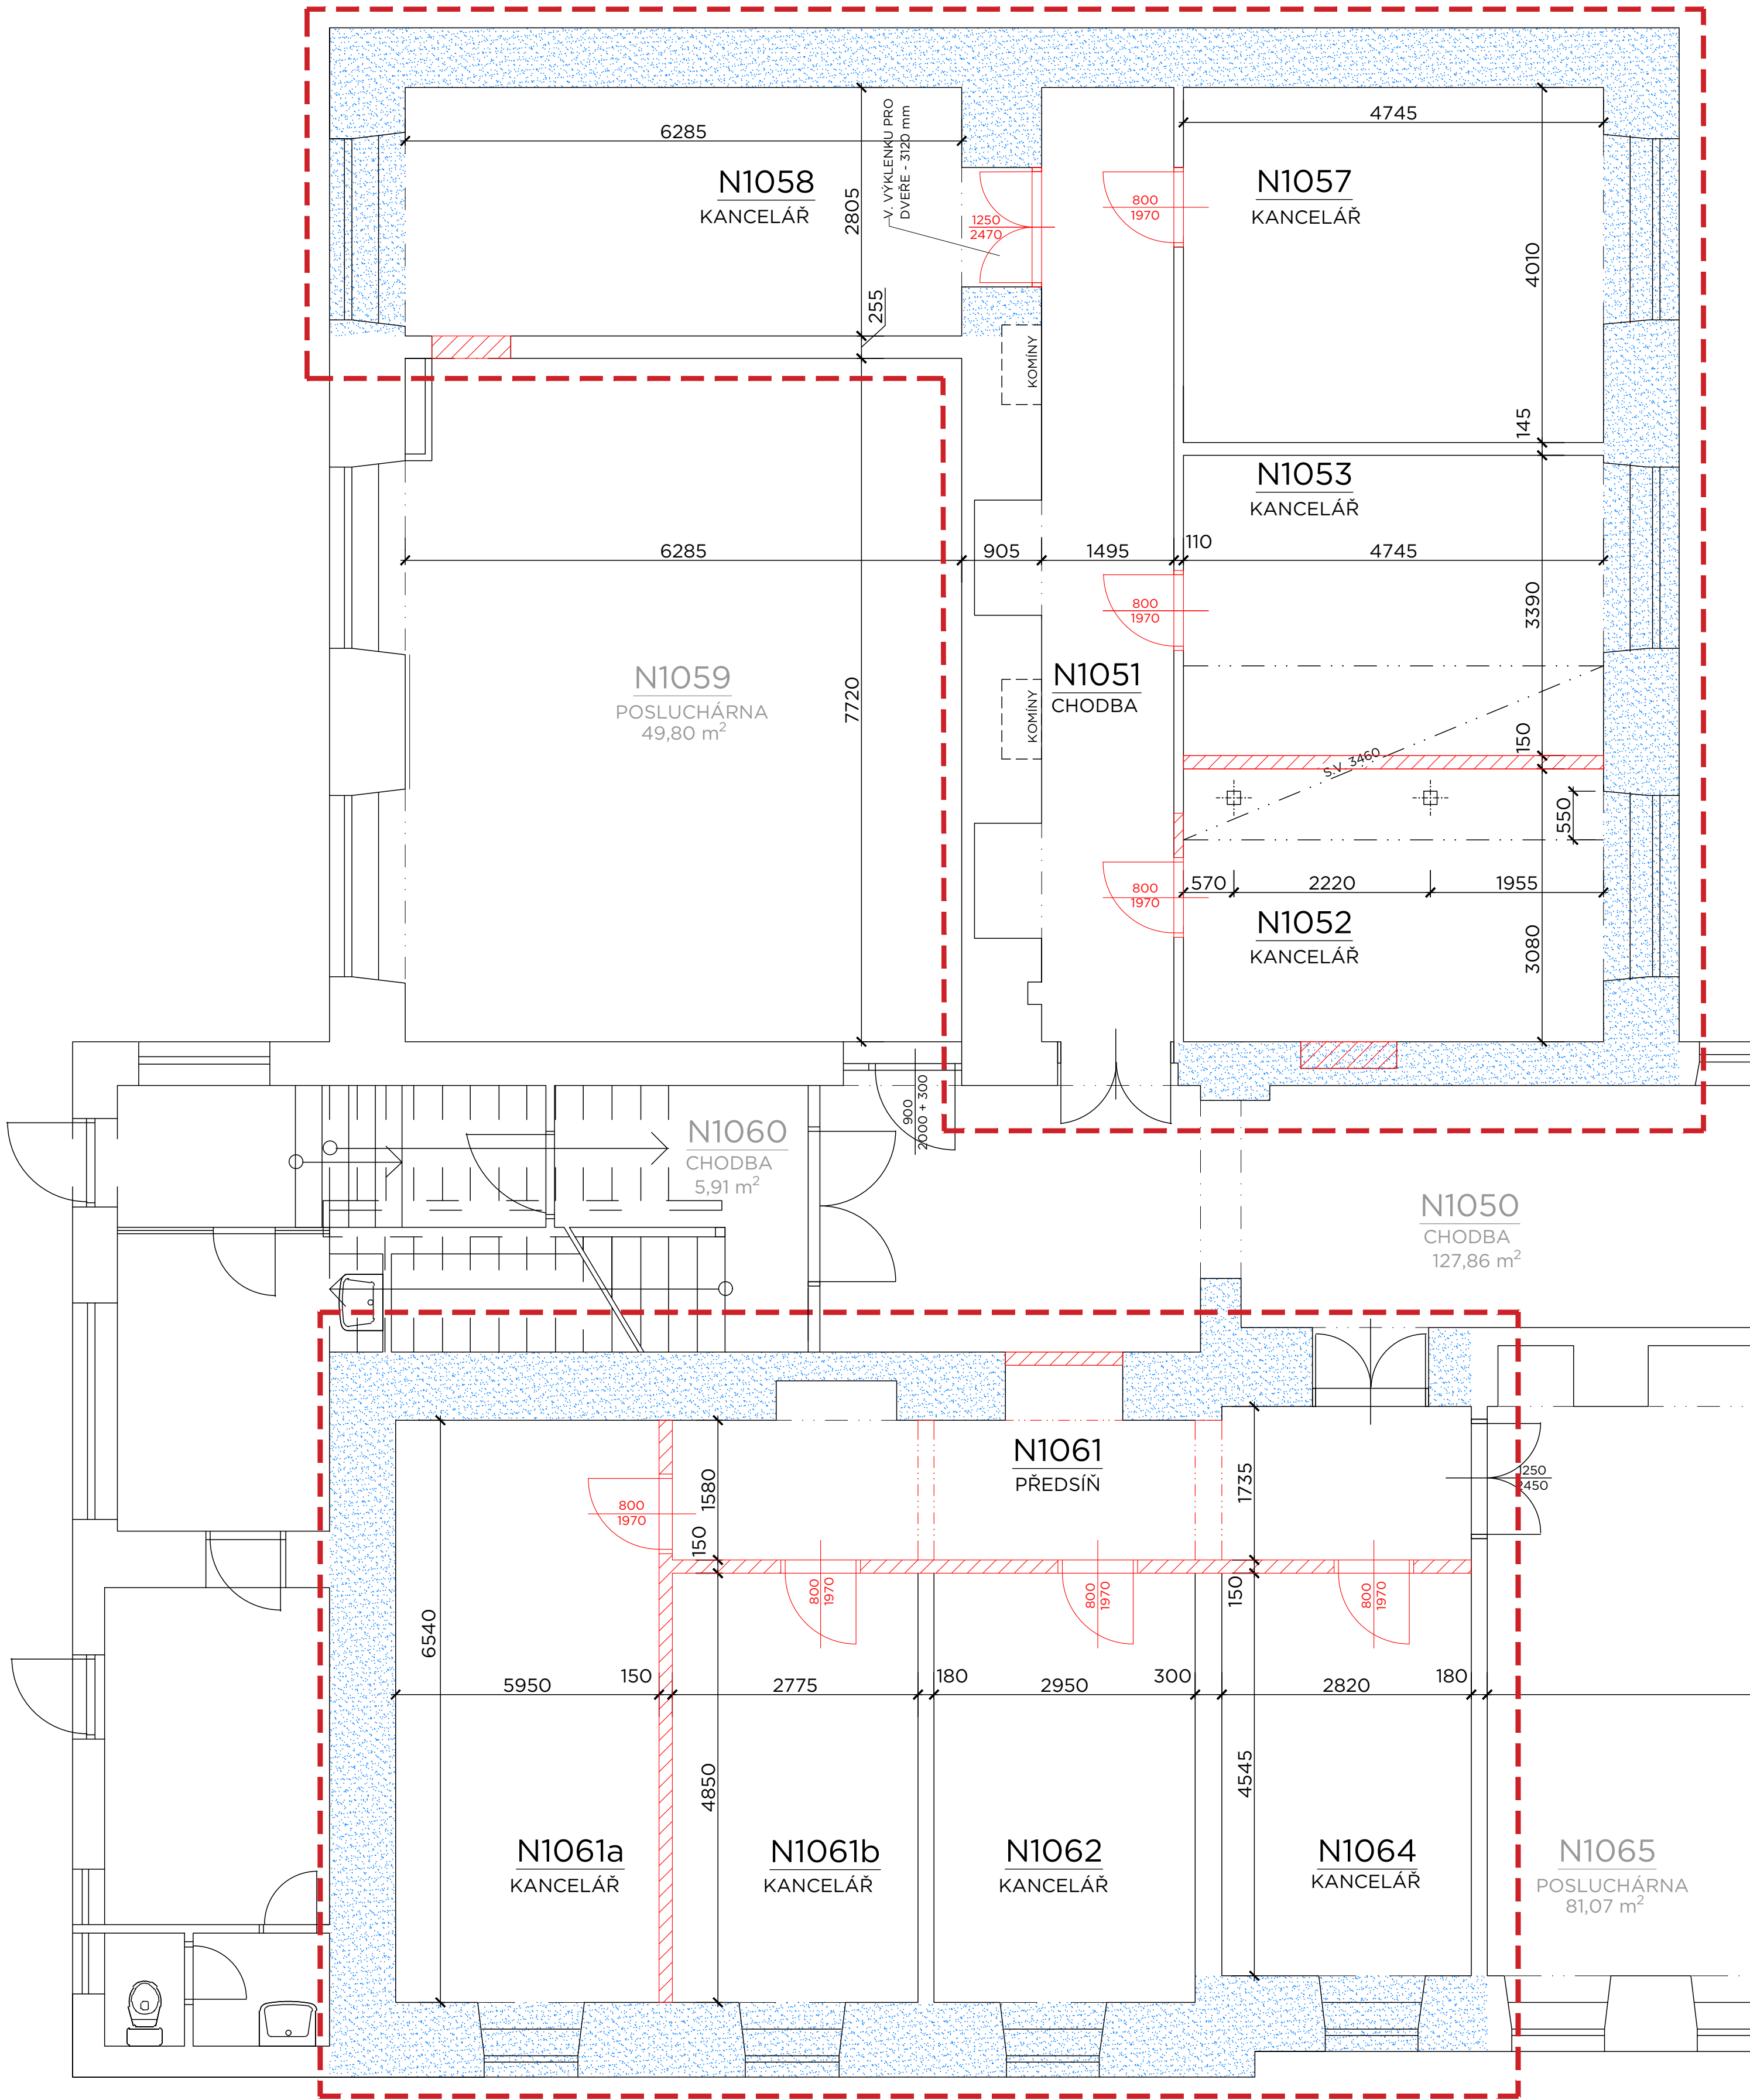 6285
V. VÝKLENKU PRO
DVEŘE - 3120 mm
4745
N1058
KANCELÁŘ
2805
1250
2470
800
1970
N1057
KANCELÁŘ
4010
255
KOMÍNY
145
N1053
KANCELÁŘ
6285
905
1495
110
4745
800
1970
3390
N1059
POSLUCHÁRNA
49,80 m²
7720
N1051
CHODBA
KOMÍNY
150
S.V. 3460
550
800
1970
570
2220
1955
N1052
KANCELÁŘ
3080
900
2000 + 300
N1060
CHODBA
5,91 m²
N1050
CHODBA
127,86 m²
N1061
PŘEDSÍŇ
1580
1735
1250
2450
800
1970
150
800
1970
800
1970
150
800
1970
6540
5950
150
2775
180
2950
300
2820
180
4850
4545
N1061a
KANCELÁŘ
N1061b
KANCELÁŘ
N1062
KANCELÁŘ
N1064
KANCELÁŘ
N1065
POSLUCHÁRNA
81,07 m²